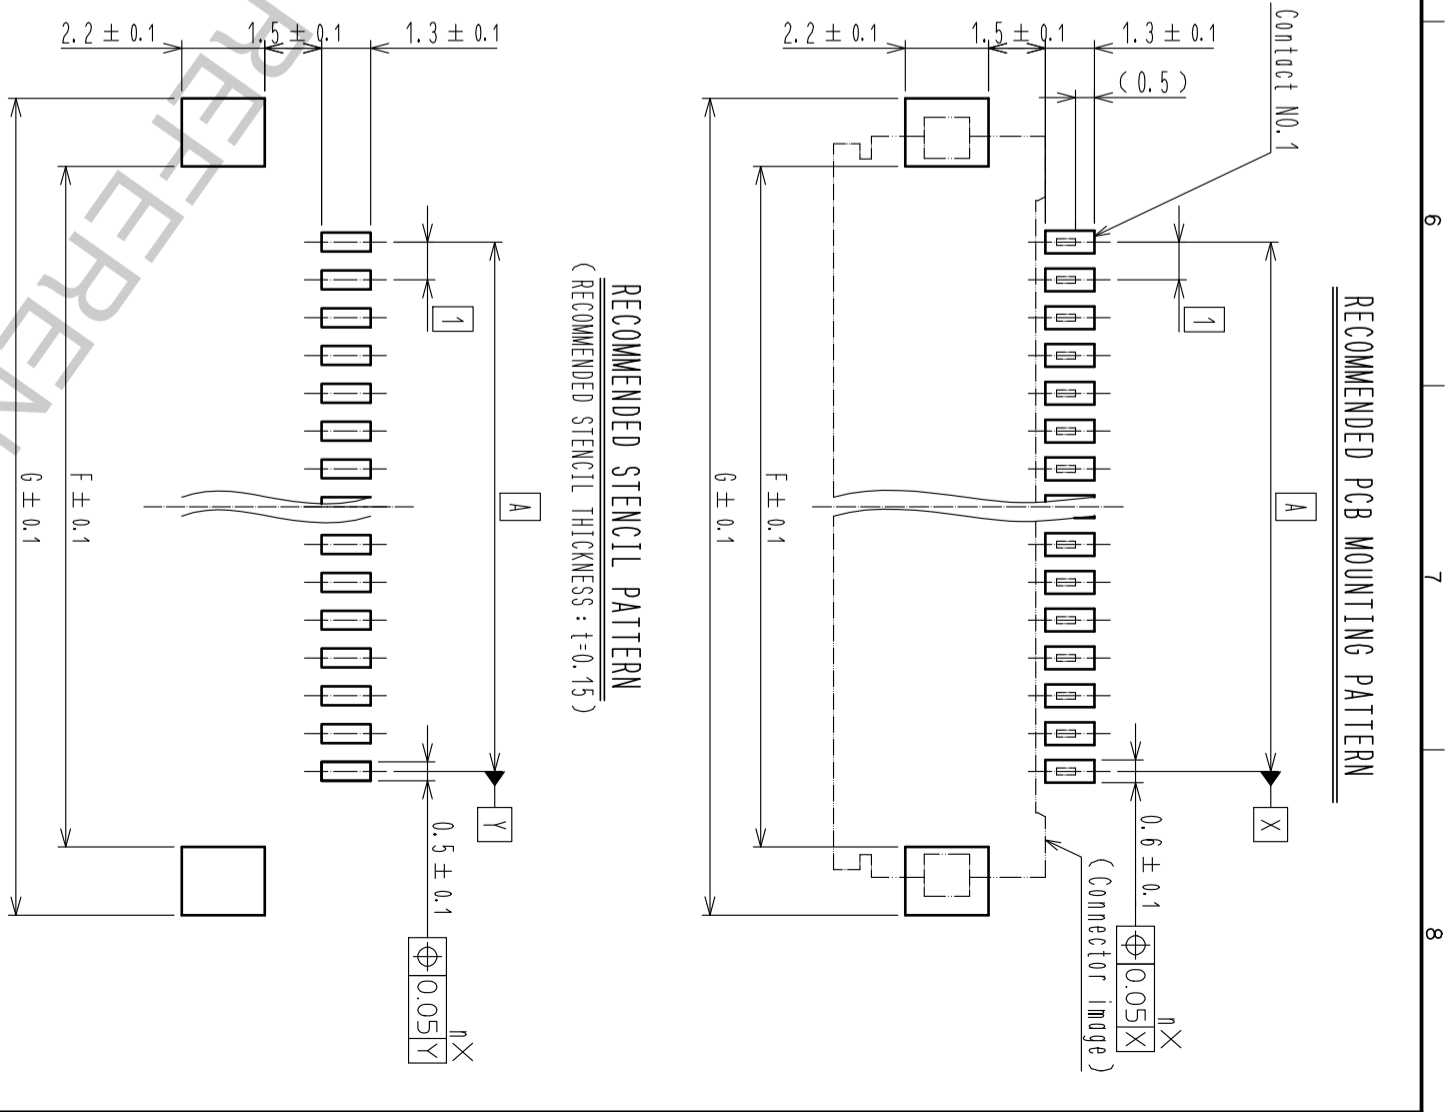 6
7
8
RECOMMENDED PCB MOUNTING PATTERN
Contact NO.1
2.2 ± 0.1
1.5 ± 0.1
1.3 ± 0.1
( 0.5 )
1
A
X
0.6 ± 0.1
nX
⌖ 0.05 X
( Connector image )
F ± 0.1
G ± 0.1
RECOMMENDED STENCIL PATTERN
( RECOMMENDED STENCIL THICKNESS : t=0.15 )
2.2 ± 0.1
1.5 ± 0.1
1.3 ± 0.1
1
A
Y
0.5 ± 0.1
nX
⌖ 0.05 Y
F ± 0.1
G ± 0.1
REFEREN